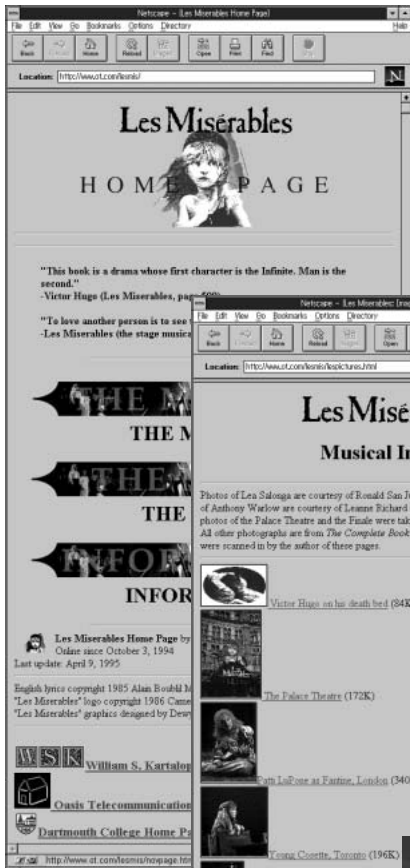 Netscape - [Les Miserables Home Page]
File Edit View Go Bookmarks Options Directory Help
Back Home Reload Open Print Find
Location: http://www.ot.com/lesmis/
N
Les Misérables
HOME PAGE
"This book is a drama whose first character is the Infinite. Man is the
second."
-Victor Hugo (Les Miserables, page
"To love another person is to see
-Les Miserables (the stage musica
THE M
THE M
THE
THE
INFOR
INFOR
Les Miserables Home Page by
Online since October 3, 1994
Last update: April 9, 1995
English lyrics copyright 1985 Alain Boublil M
"Les Miserables" logo copyright 1986 Came
"Les Miserables" graphics designed by Dewy
WSK William S. Kartalop
Oasis Telecommunication
Dartmouth College Home Pa
Netscape - [Les Miserables:
File Edit View Go Bookmarks Options Directory
Back Home Reload Open
Location: http://www.ot.com/lesmis/lespictures.html
Les Misé
Musical In
Photos of Lea Salonga are courtesy of Ronald San J
of Anthony Warlow are courtesy of Leanne Richard
photos of the Palace Theatre and the Finale were tak
All other photographs are from The Complete Book
were scanned in by the author of these pages.
Victor Hugo on his death bed (84K
The Palace Theatre (172K)
Patti LuPone as Fantine, London (340
Young Cosette, Toronto (196K)